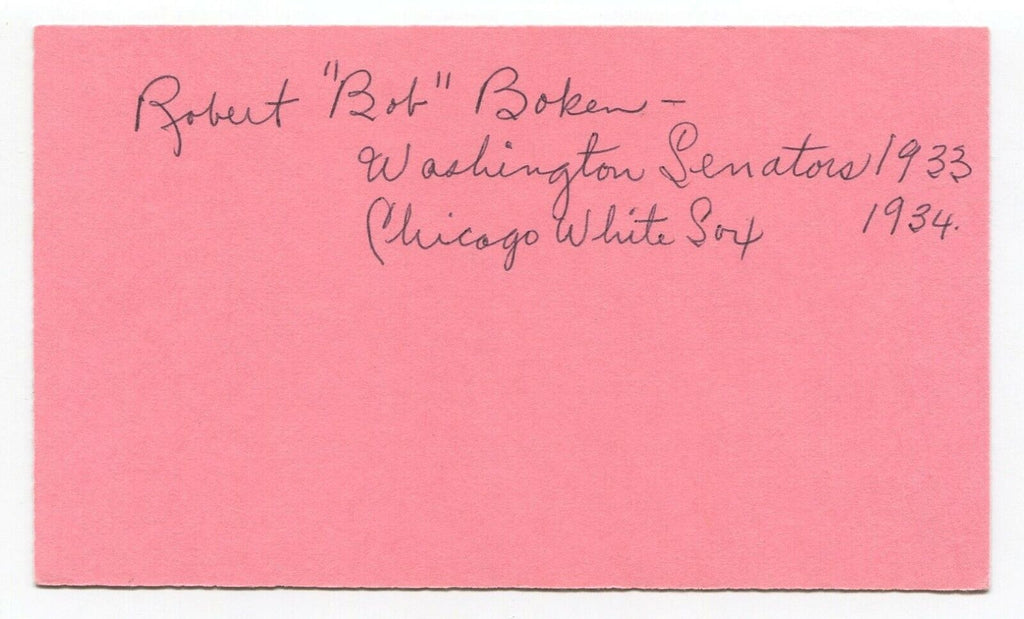 Robert "Bob" Boken –
Washington Senators 1933
Chicago White Sox 1934.